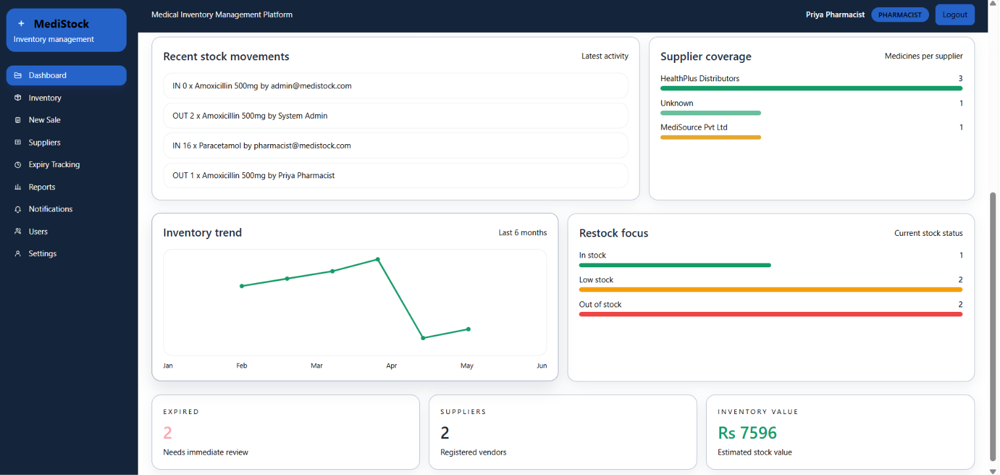 + MediStock
Inventory management
Dashboard
Inventory
New Sale
Suppliers
Expiry Tracking
Reports
Notifications
Users
Settings
Medical Inventory Management Platform
Priya Pharmacist PHARMACIST Logout
Recent stock movements Latest activity
IN 0 x Amoxicillin 500mg by admin@medistock.com
OUT 2 x Amoxicillin 500mg by System Admin
IN 16 x Paracetamol by pharmacist@medistock.com
OUT 1 x Amoxicillin 500mg by Priya Pharmacist
Supplier coverage Medicines per supplier
HealthPlus Distributors 3
Unknown 1
MediSource Pvt Ltd 1
Inventory trend Last 6 months
Jan Feb Mar Apr May Jun
Restock focus Current stock status
In stock 1
Low stock 2
Out of stock 2
EXPIRED
2
Needs immediate review
SUPPLIERS
2
Registered vendors
INVENTORY VALUE
Rs 7596
Estimated stock value